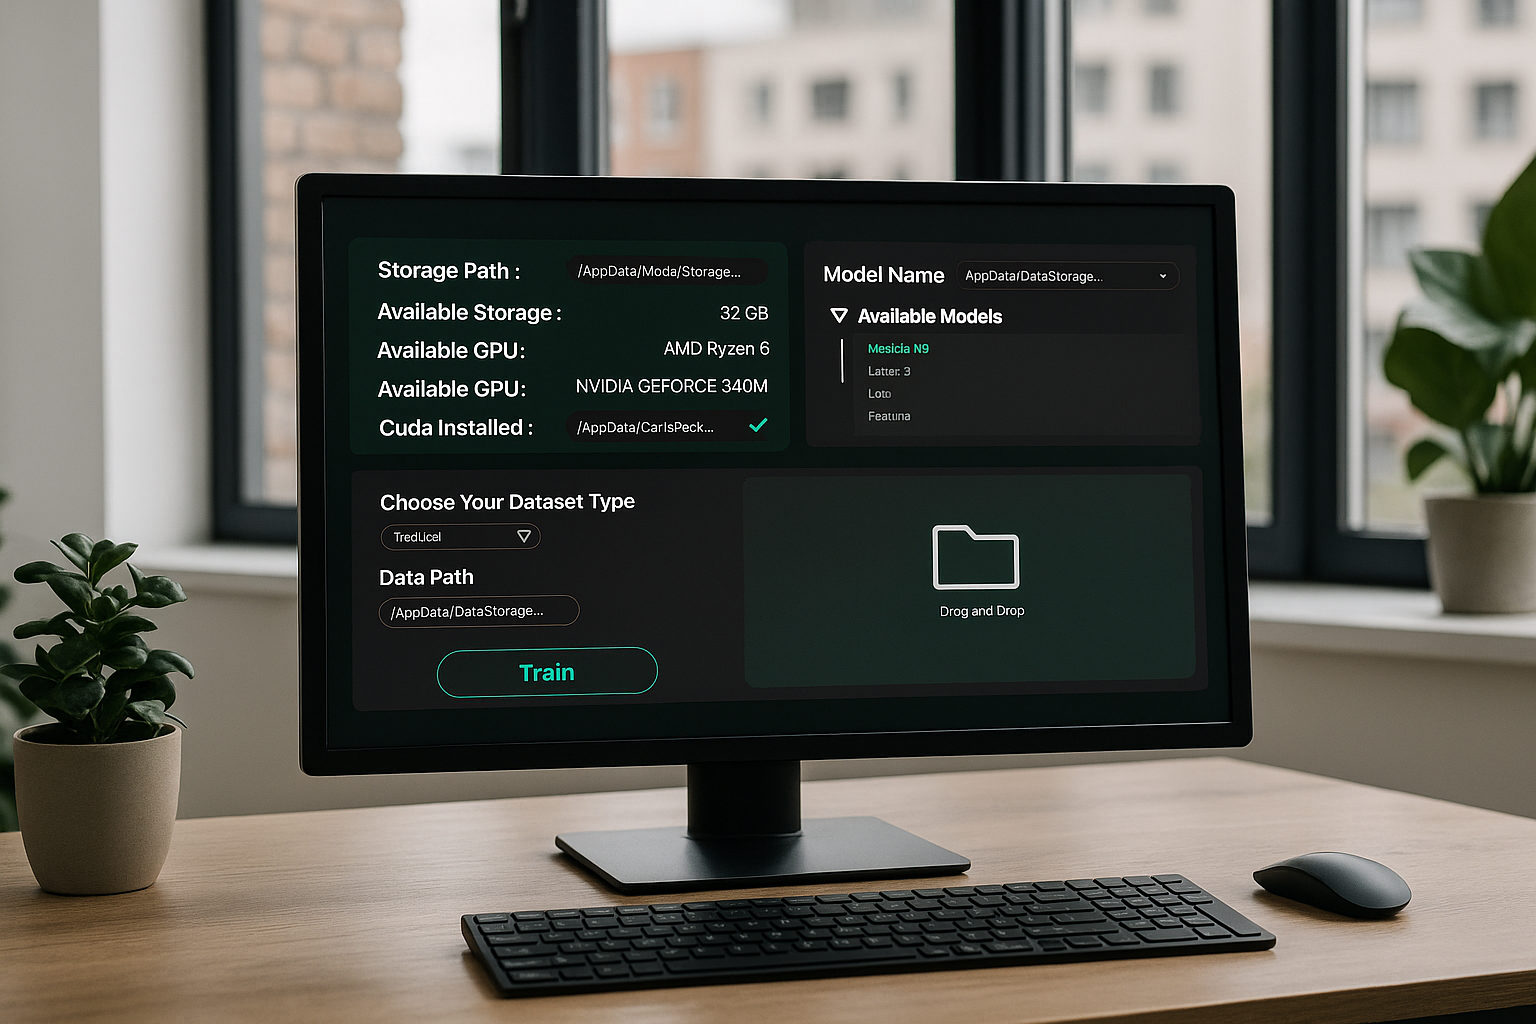 Storage Path :
/AppData/Moda/Storage...
Available Storage :
32 GB
Available GPU:
AMD Ryzen 6
Available GPU:
NVIDIA GEFORCE 340M
Cuda Installed :
/AppData/CarlsPeck...
Model Name
AppData/DataStorage...
Available Models
Mesicia N9
Latter: 3
Loto
Featuna
Choose Your Dataset Type
TredLicel
Data Path
/AppData/DataStorage...
Train
Drog and Drop